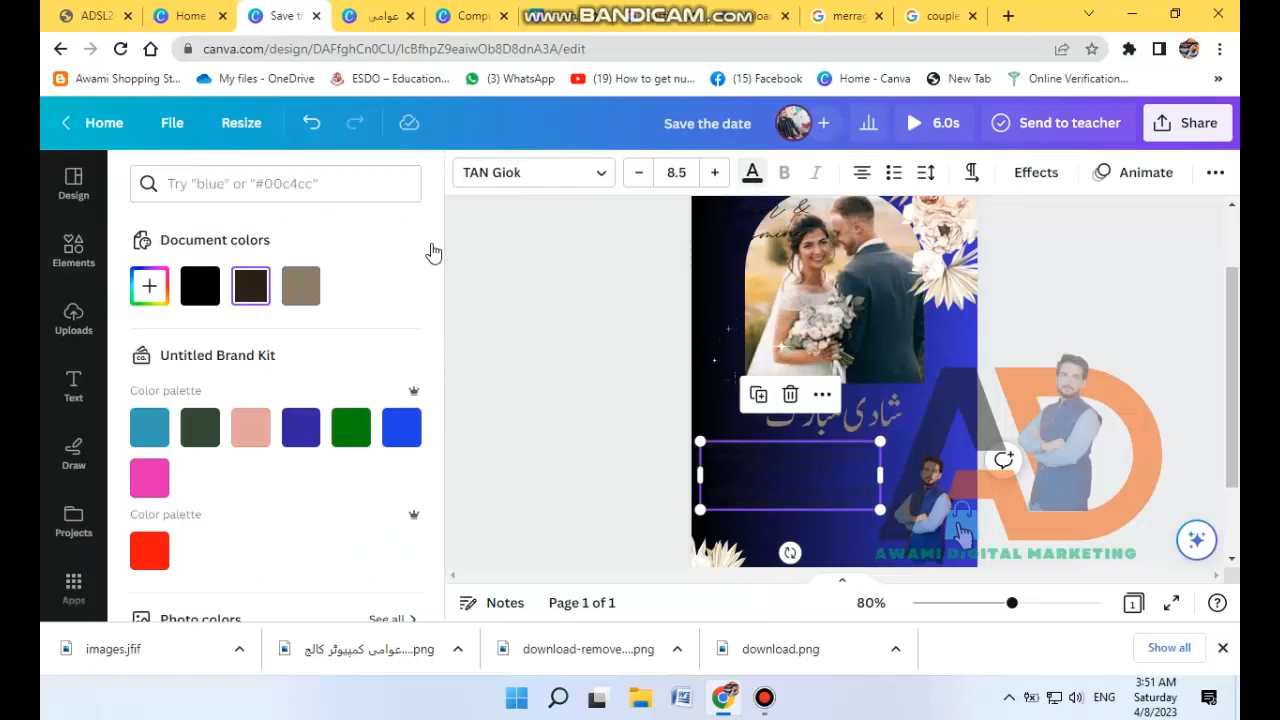 www.BANDICAM.com
ADSL2
Home
Save th
عوامی
Comp
merra
couple
canva.com/design/DAFfghCn0CU/IcBfhpZ9eaiwOb8D8dnA3A/edit
Awami Shopping St...
My files - OneDrive
ESDO – Education...
(3) WhatsApp
(19) How to get nu...
(15) Facebook
Home - Canva
New Tab
Online Verification...
Home
File
Resize
Save the date
6.0s
Send to teacher
Share
Design
Elements
Uploads
Text
Draw
Projects
Apps
Try "blue" or "#00c4cc"
Document colors
Untitled Brand Kit
Color palette
Color palette
Photo colors
See all
TAN Giok
8.5
A
B
I
Effects
Animate
شادی مبارک
AD
AWAMI DIGITAL MARKETING
Notes
Page 1 of 1
80%
1
images.jfif
عوامی کمپیوٹر کالج....png
download-remove....png
download.png
Show all
ENG
3:51 AM
Saturday
4/8/2023